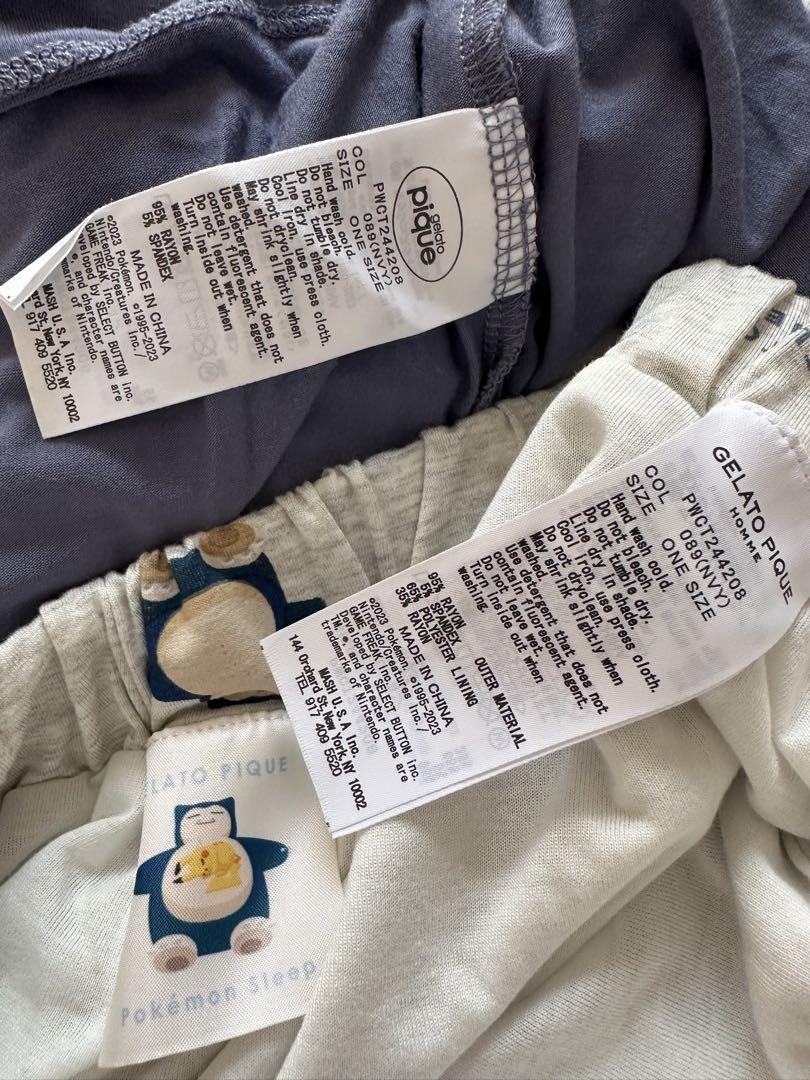 gelato
pique
PWCT244208
COL 089(NVY)
SIZE ONE SIZE
Hand wash cold.
Do not bleach.
Do not tumble dry.
Line dry in shade.
Cool iron. use press cloth.
Do not dryclean.
May shrink slightly when
washed.
Use detergent that does not
contain fluorescent agent.
Do not leave wet.
Turn inside out when
washing.
95% RAYON
5% SPANDEX
MADE IN CHINA
©2023 Pokémon. ©1995-2023
Nintendo/Creatures Inc./
GAME FREAK inc.
Developed by SELECT BUTTON inc.
and character names are
of Nintendo.
MASH U.S.A Inc.
St, New York, NY 10002
917 409 5520
GELATO PIQUE
HOMME
PWCT244208
COL 089(NVY)
SIZE ONE SIZE
Hand wash cold.
Do not bleach.
Do not tumble dry.
Line dry in shade.
Cool iron. use press cloth.
Do not dryclean.
May shrink slightly when
washed.
Use detergent that does not
contain fluorescent agent.
Do not leave wet.
Turn inside out when
washing.
OUTER MATERIAL
95% RAYON
5% SPANDEX
LINING
65% POLYESTER
35% RAYON
MADE IN CHINA
©2023 Pokémon. ©1995-2023
Nintendo/Creatures Inc./
GAME FREAK inc.
Developed by SELECT BUTTON inc.
TM, ®, and character names are
trademarks of Nintendo.
MASH U.S.A Inc.
144 Orchard St, New York, NY 10002
TEL 917 409 5520
LATO PIQUE
Pokémon Sleep